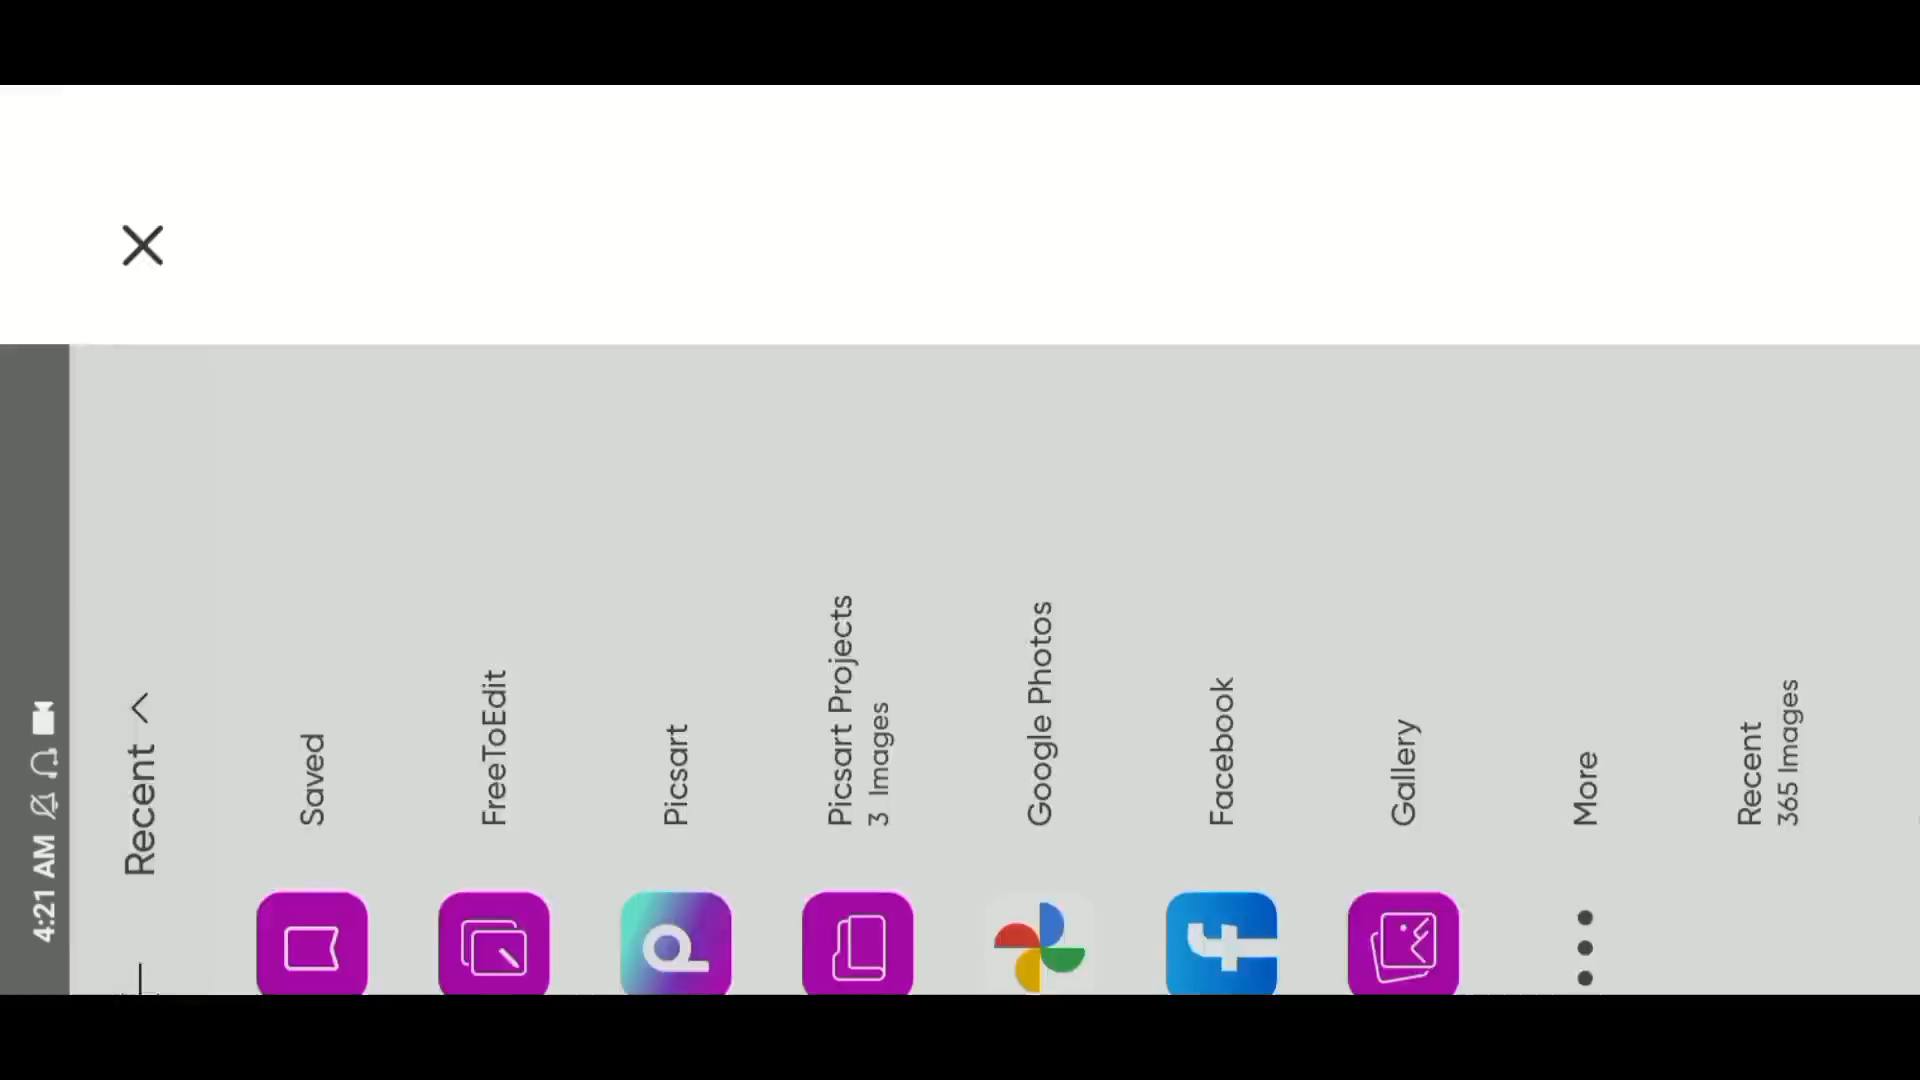 4:21 AM
Recent
Saved
FreeToEdit
Picsart
Picsart Projects
3 Images
Google Photos
Facebook
Gallery
More
Recent
365 Images